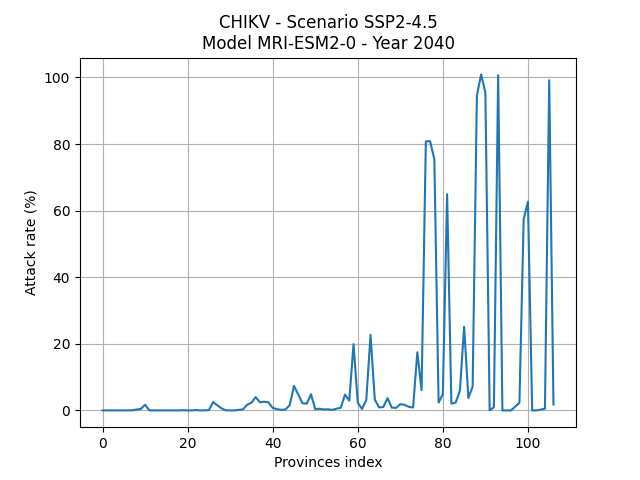 CHIKV - Scenario SSP2-4.5
Model MRI-ESM2-0 - Year 2040
Attack rate (%)
100
80
60
40
20
0
0 20 40 60 80 100
Provinces index